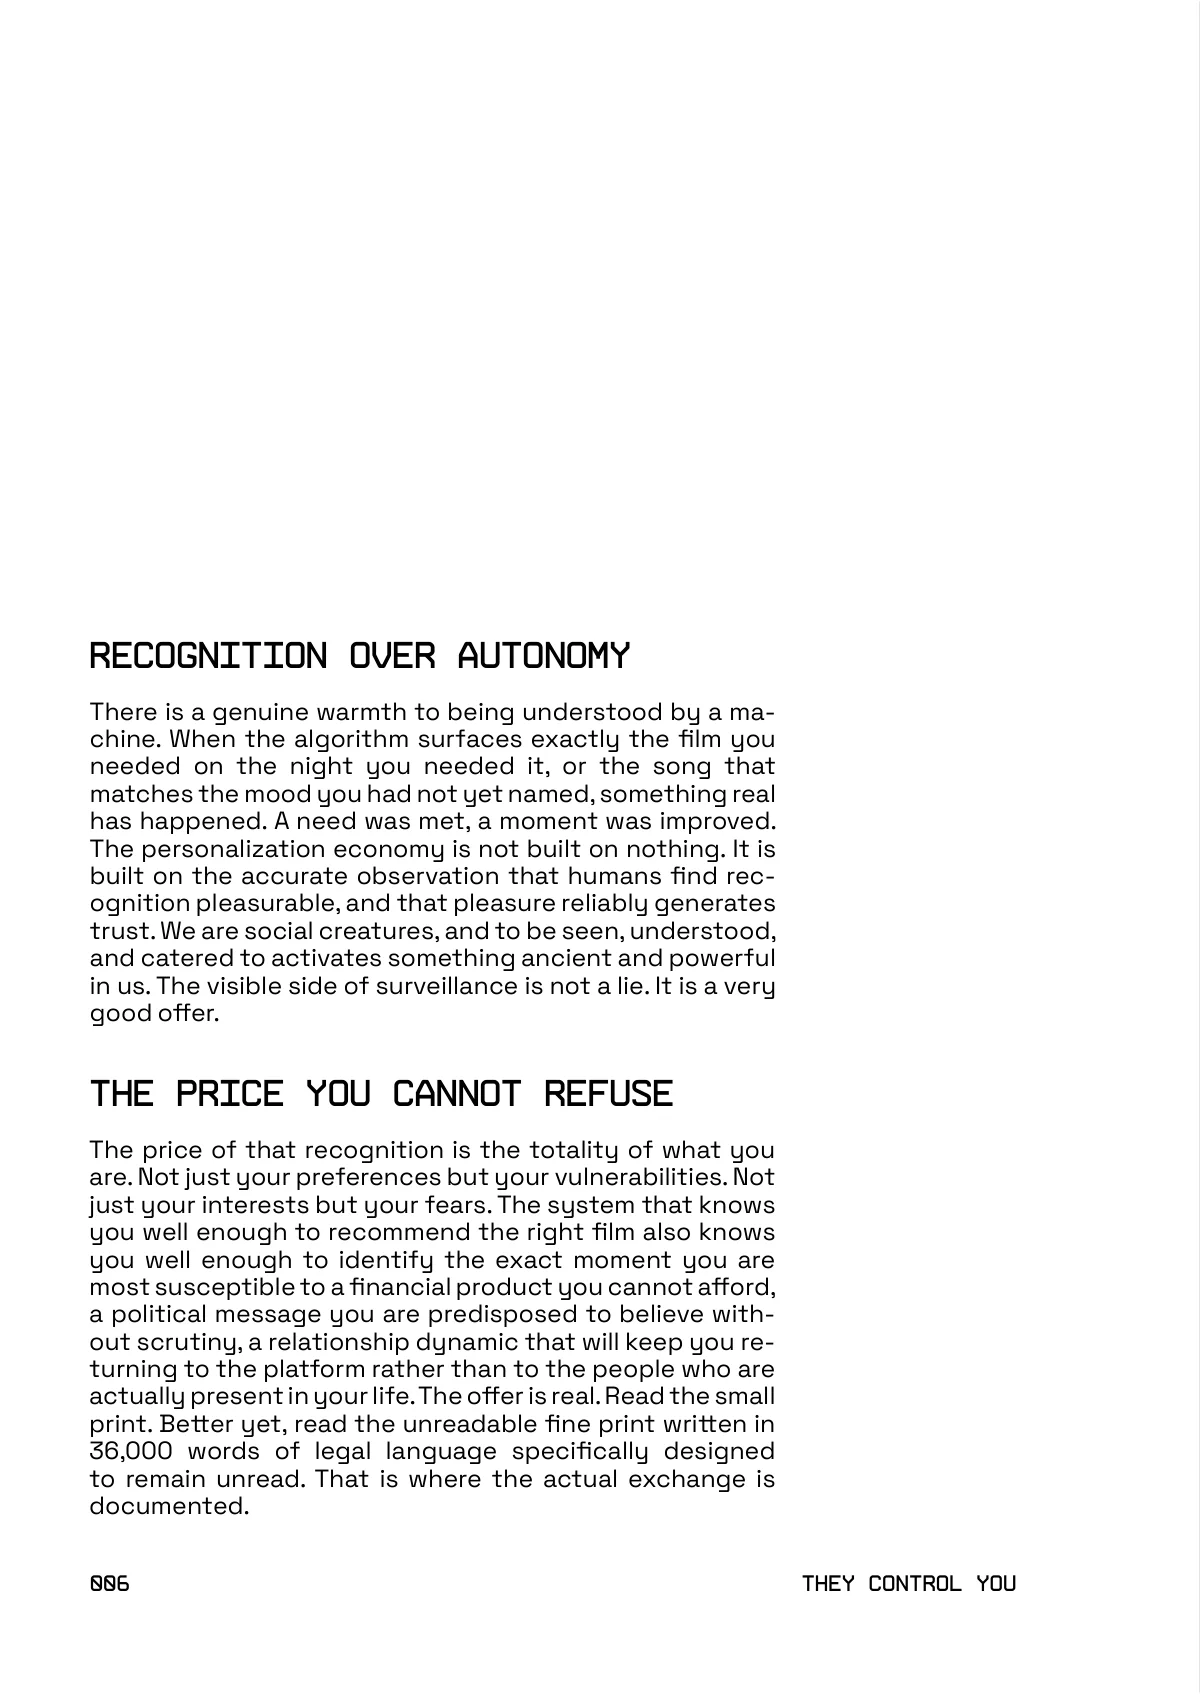 RECOGNITION OVER AUTONOMY
There is a genuine warmth to being understood by a ma-
chine. When the algorithm surfaces exactly the film you
needed on the night you needed it, or the song that
matches the mood you had not yet named, something real
has happened. A need was met, a moment was improved.
The personalization economy is not built on nothing. It is
built on the accurate observation that humans find rec-
ognition pleasurable, and that pleasure reliably generates
trust. We are social creatures, and to be seen, understood,
and catered to activates something ancient and powerful
in us. The visible side of surveillance is not a lie. It is a very
good offer.
THE PRICE YOU CANNOT REFUSE
The price of that recognition is the totality of what you
are. Not just your preferences but your vulnerabilities. Not
just your interests but your fears. The system that knows
you well enough to recommend the right film also knows
you well enough to identify the exact moment you are
most susceptible to a financial product you cannot afford,
a political message you are predisposed to believe with-
out scrutiny, a relationship dynamic that will keep you re-
turning to the platform rather than to the people who are
actually present in your life. The offer is real. Read the small
print. Better yet, read the unreadable fine print written in
36,000 words of legal language specifically designed
to remain unread. That is where the actual exchange is
documented.
006
THEY CONTROL YOU